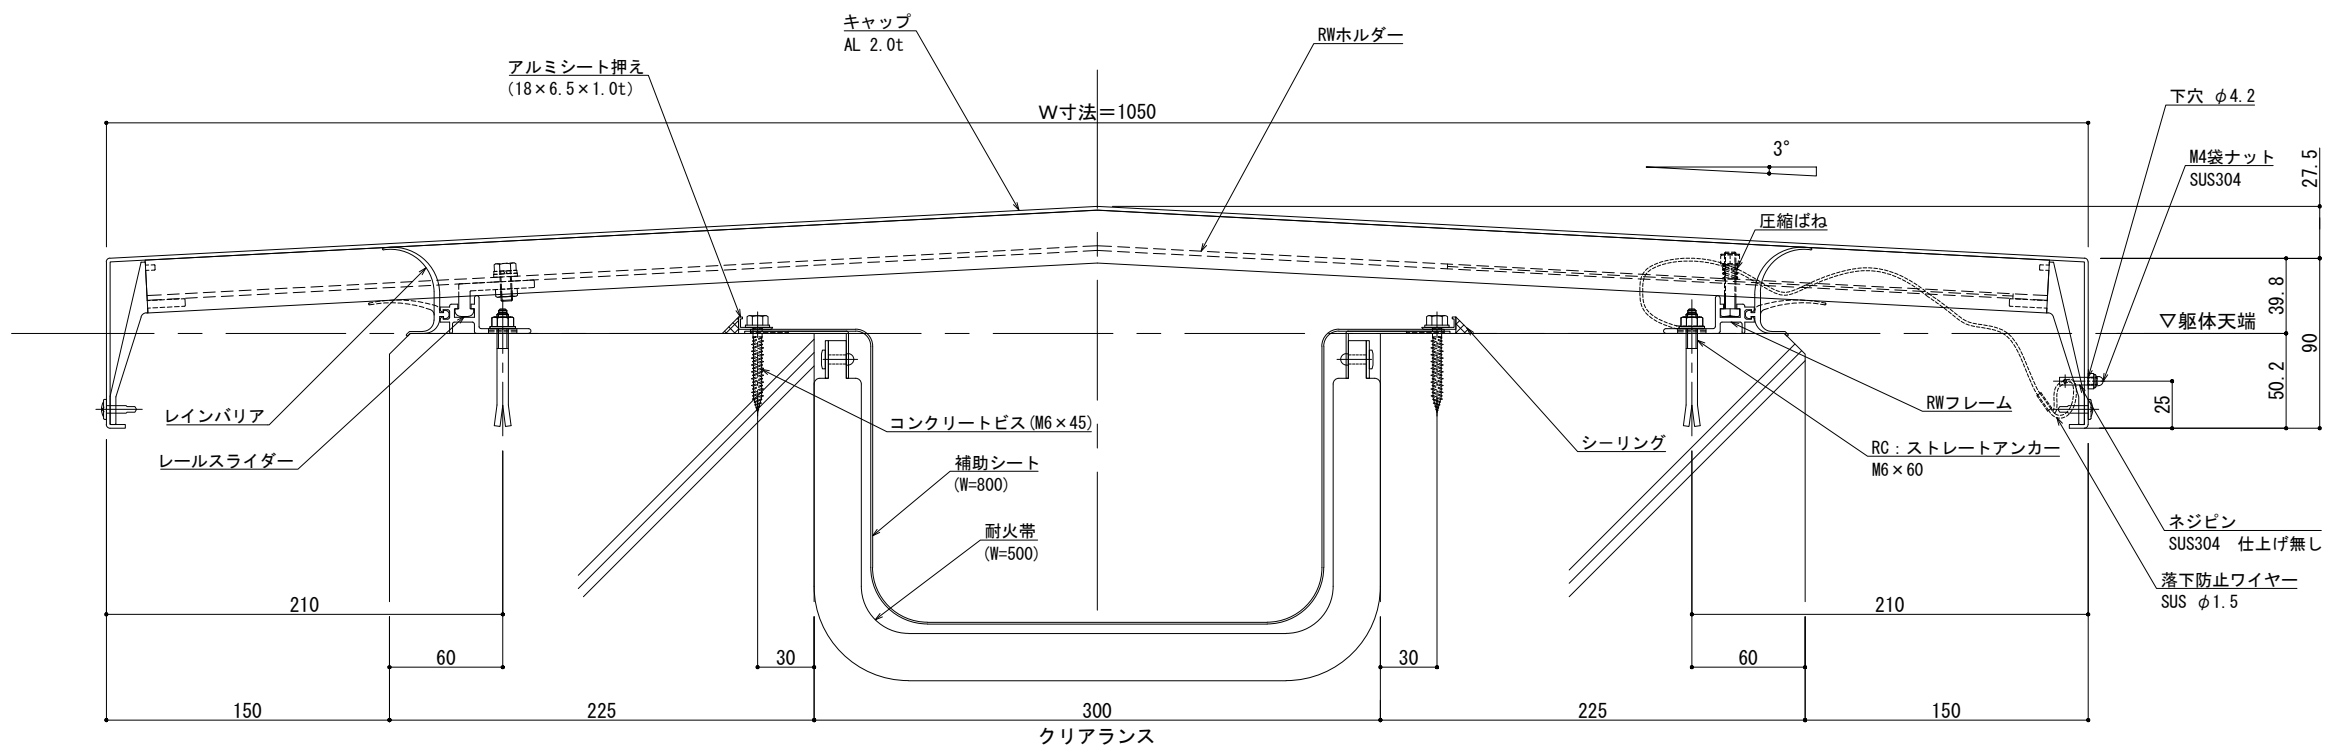 キャップ
AL 2.0t
RWホルダー
アルミシート押え
(18×6.5×1.0t)
W寸法=1050
下穴 φ4.2
3°
M4袋ナット
SUS304
27.5
圧縮ばね
39.8
▽躯体天端
90
50.2
25
レインバリア
コンクリートビス(M6×45)
RWフレーム
シーリング
レールスライダー
補助シート
(W=800)
RC:ストレートアンカー
M6×60
耐火帯
(W=500)
ネジピン
SUS304 仕上げ無し
落下防止ワイヤー
SUS φ1.5
210
210
60
30
30
60
150
225
300
225
150
クリアランス